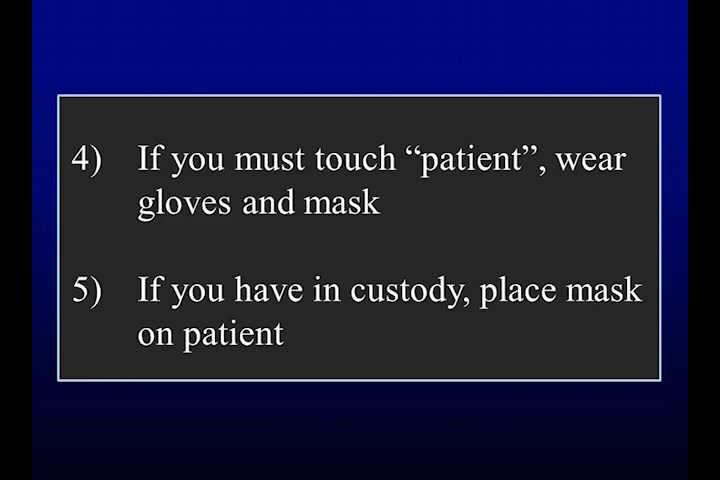 4) If you must touch “patient”, wear
gloves and mask
5) If you have in custody, place mask
on patient